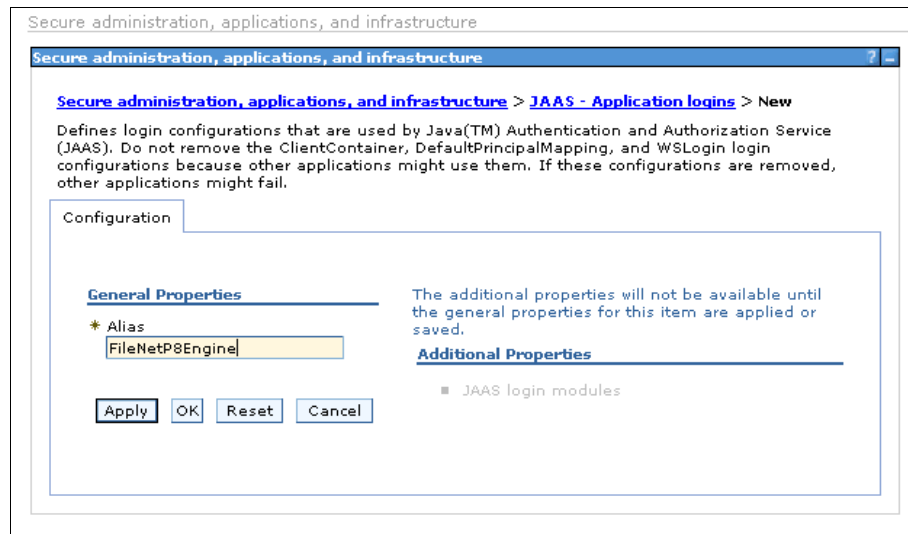 Secure administration, applications, and infrastructure
Secure administration, applications, and infrastructure ? –
Secure administration, applications, and infrastructure > JAAS - Application logins > New
Defines login configurations that are used by Java(TM) Authentication and Authorization Service
(JAAS). Do not remove the ClientContainer, DefaultPrincipalMapping, and WSLogin login
configurations because other applications might use them. If these configurations are removed,
other applications might fail.
Configuration
General Properties
* Alias
FileNetP8Engine
Apply OK Reset Cancel
The additional properties will not be available until
the general properties for this item are applied or
saved.
Additional Properties
JAAS login modules